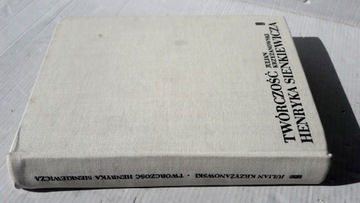 JULIAN
KRZYŻANOWSKI
TWÓRCZOŚĆ
HENRYKA SIENKIEWICZA
JULIAN KRZYŻANOWSKI · TWÓRCZOŚĆ HENRYKA SIENKIEWICZA